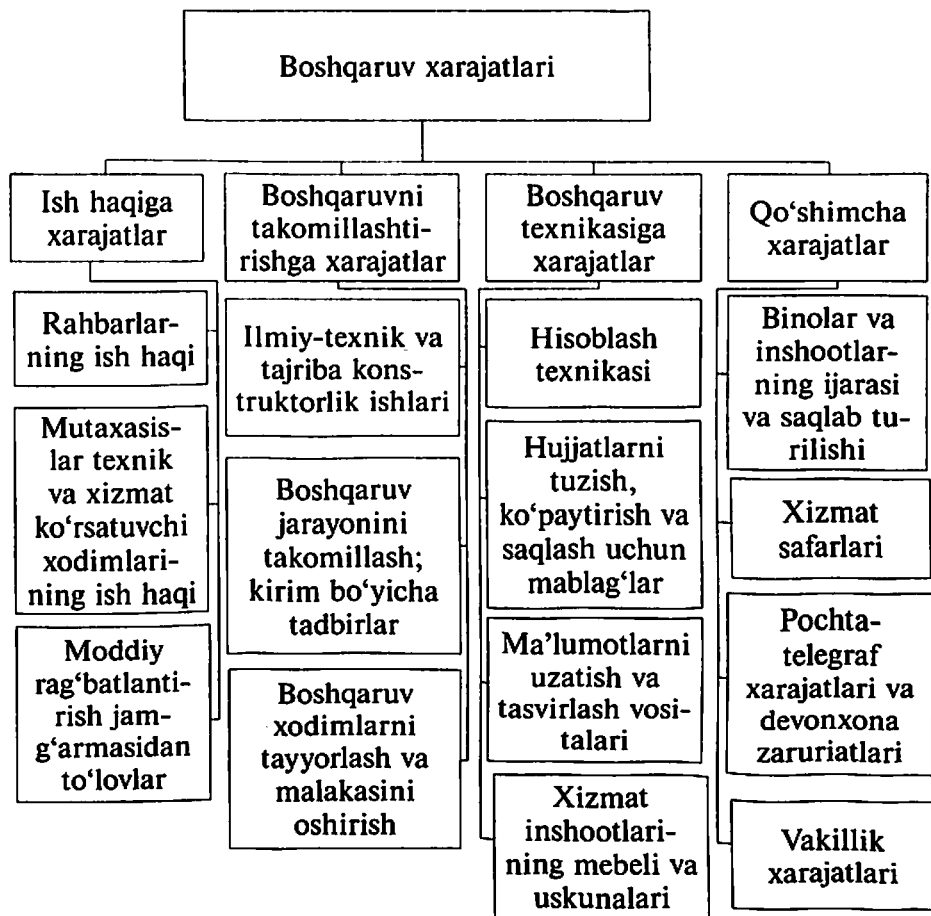 Boshqaruv xarajatlari
Ish haqiga
xarajatlar
Rahbarlar-
ning ish haqi
Mutaxasis-
lar texnik
va xizmat
ko‘rsatuvchi
xodimlari-
ning ish haqi
Moddiy
rag‘batlanti-
rish jam-
g‘armasidan
to‘lovlar
Boshqaruvni
takomillashti-
rishga xarajatlar
Ilmiy-texnik va
tajriba kons-
truktorlik ishlari
Boshqaruv
jarayonini
takomillash;
kirim bo‘yicha
tadbirlar
Boshqaruv
xodimlarni
tayyorlash va
malakasini
oshirish
Boshqaruv
texnikasiga
xarajatlar
Hisoblash
texnikasi
Hujjatlarni
tuzish,
ko‘paytirish va
saqlash uchun
mablag‘lar
Ma’lumotlarni
uzatish va
tasvirlash vosi-
talari
Xizmat
inshootlari-
ning mebeli va
uskunalari
Qo‘shimcha
xarajatlar
Binolar va
inshootlar-
ning ijarasi
va saqlab tu-
rilishi
Xizmat
safarlari
Pochta-
telegraf
xarajatlari va
devonxona
zaruriatlari
Vakillik
xarajatlari